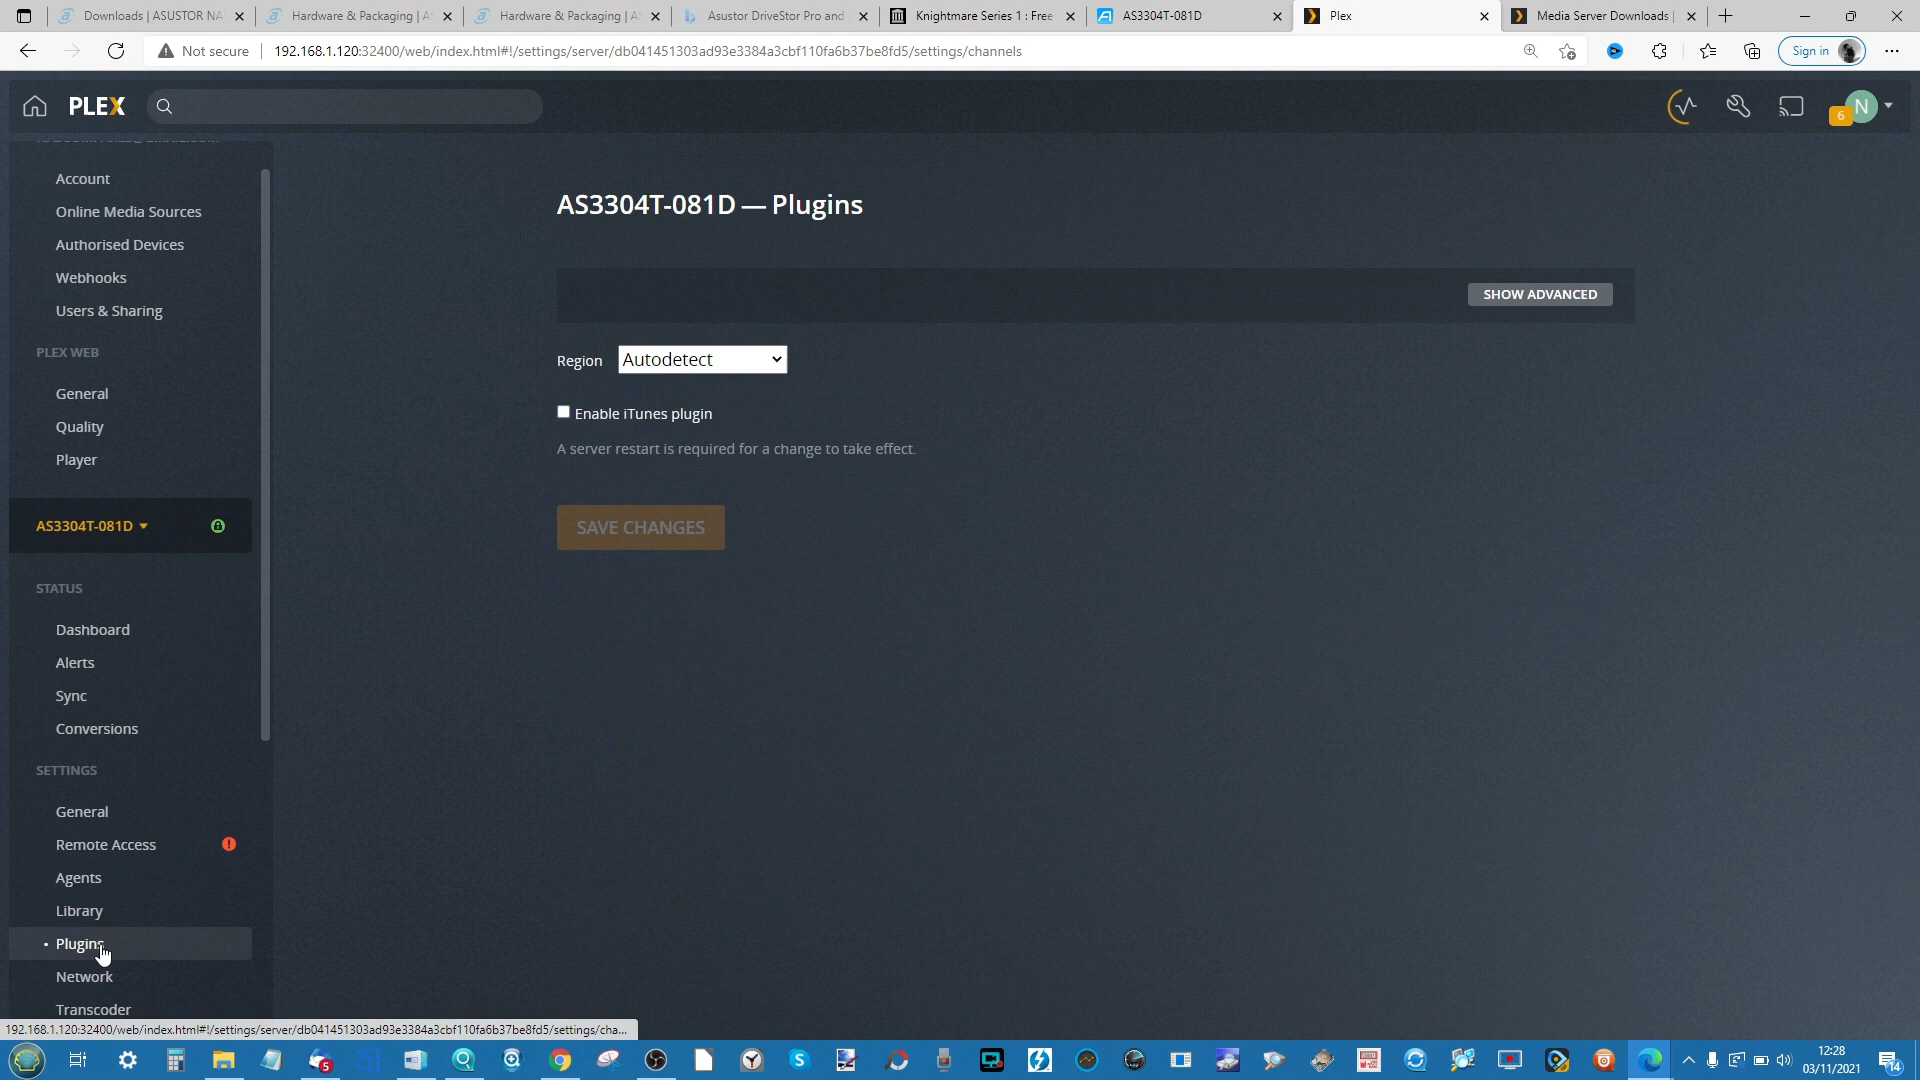 Downloads | ASUSTOR NA
Hardware & Packaging | A
Hardware & Packaging | A
Asustor DriveStor Pro and
Knightmare Series 1 : Free
AS3304T-081D
Plex
Media Server Downloads |
Not secure
192.168.1.120:32400/web/index.html#!/settings/server/db041451303ad93e3384a3cbf110fa6b37be8fd5/settings/channels
Sign in
PLEX
6
N
Account
Online Media Sources
Authorised Devices
Webhooks
Users & Sharing
PLEX WEB
General
Quality
Player
AS3304T-081D
STATUS
Dashboard
Alerts
Sync
Conversions
SETTINGS
General
Remote Access
Agents
Library
Plugins
Network
Transcoder
AS3304T-081D — Plugins
SHOW ADVANCED
Region Autodetect
Enable iTunes plugin
A server restart is required for a change to take effect.
SAVE CHANGES
192.168.1.120:32400/web/index.html#!/settings/server/db041451303ad93e3384a3cbf110fa6b37be8fd5/settings/cha...
5
12:28
03/11/2021
14